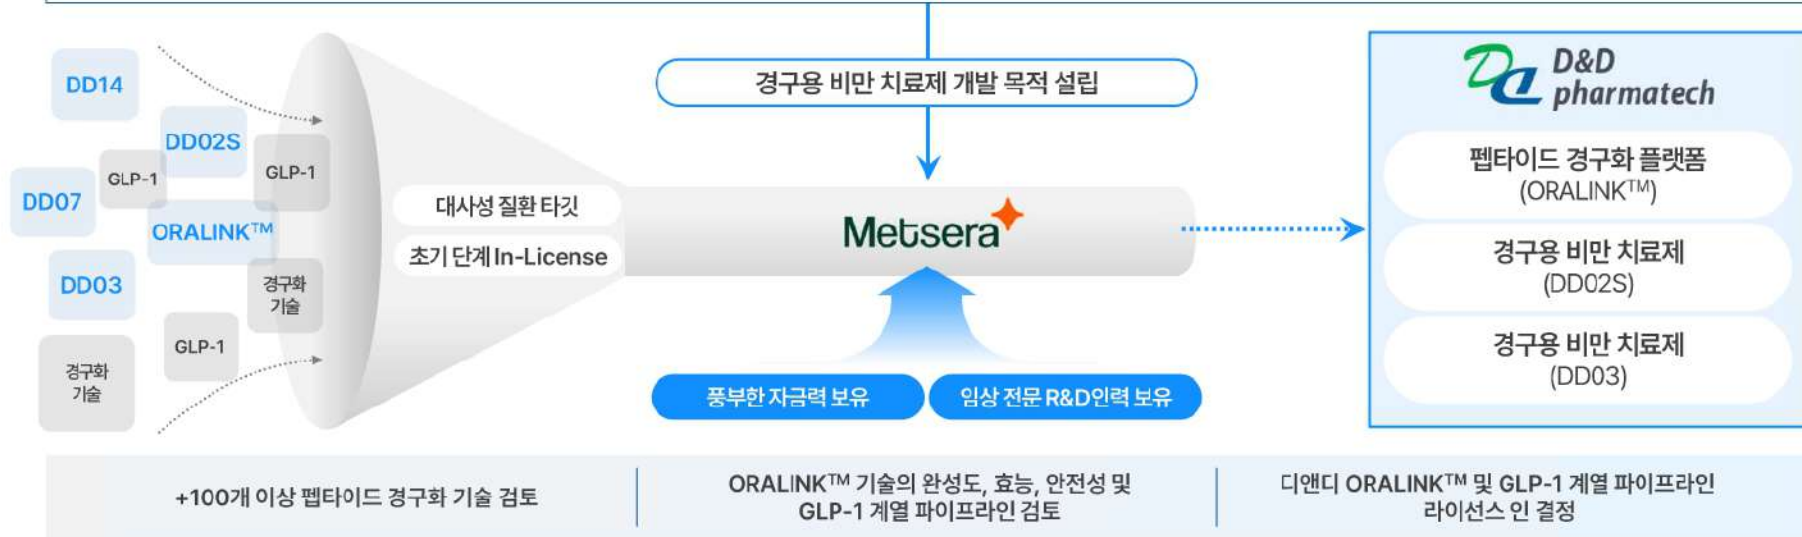 DD14
DD02S
GLP-1
GLP-1
DD07
ORALINK™
DD03
경구화
기술
GLP-1
경구화
기술
대사성 질환 타깃
초기 단계 In-License
경구용 비만 치료제 개발 목적 설립
Metsera
풍부한 자금력 보유
임상 전문 R&D인력 보유
D&D
pharmatech
펩타이드 경구화 플랫폼
(ORALINK™)
경구용 비만 치료제
(DD02S)
경구용 비만 치료제
(DD03)
+100개 이상 펩타이드 경구화 기술 검토
ORALINK™ 기술의 완성도, 효능, 안전성 및
GLP-1 계열 파이프라인 검토
디앤디 ORALINK™ 및 GLP-1 계열 파이프라인
라이선스 인 결정